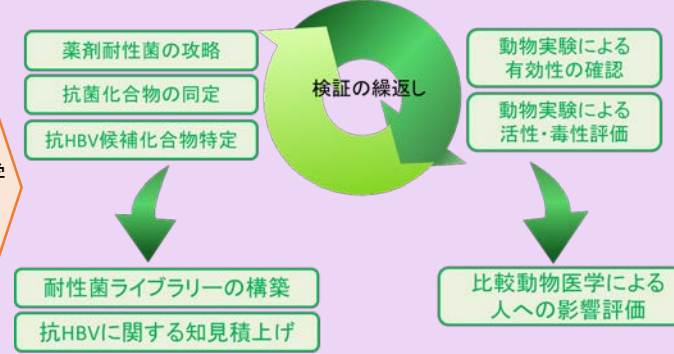 薬剤耐性菌の攻略
抗菌化合物の同定
抗HBV候補化合物特定
検証の繰返し
動物実験による
有効性の確認
動物実験による
活性・毒性評価
耐性菌ライブラリーの構築
抗HBVに関する知見積上げ
比較動物医学による
人への影響評価